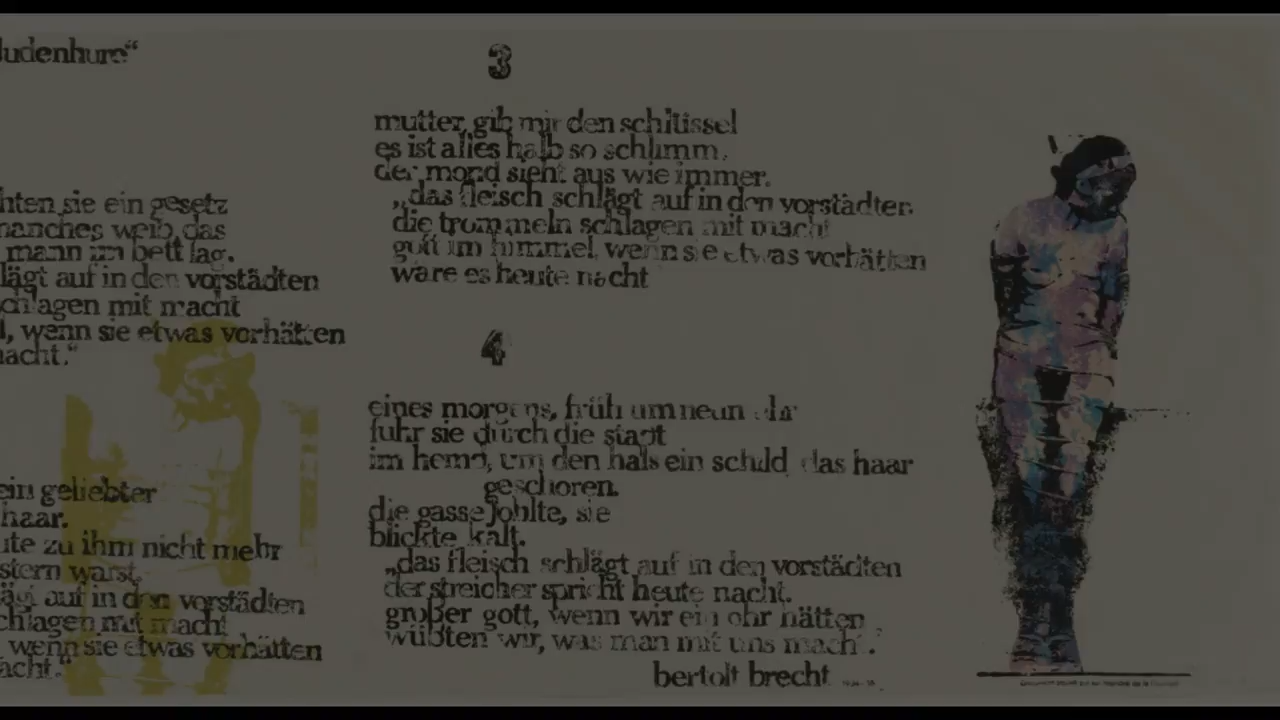 Judenhure“
hten sie ein gesetz
manches weib, das
mann im bett lag.
lägt auf in den vorstädten
schlagen mit macht
l, wenn sie etwas vorhätten
nacht.“
ein geliebter
haar.
ute zu ihm nicht mehr
stern warst.
ägt auf in den vorstädten
chlagen mit macht
wenn sie etwas vorhätten
acht.“
3
mutter, gib mir den schlüssel
es ist alles halb so schlimm.
der mond sieht aus wie immer.
„das fleisch schlägt auf in den vorstädten
die trommeln schlagen mit macht
gott im himmel, wenn sie etwas vorhätten
wäre es heute nacht
4
eines morgens, früh um neun uhr
fuhr sie durch die stadt
im hemd, um den hals ein schild, das haar
geschoren.
die gasse johlte, sie
blickte kalt.
„das fleisch schlägt auf in den vorstädten
der streicher spricht heute nacht.
großer gott, wenn wir ein ohr hätten
wüßten wir, was man mit uns macht.“
bertolt brecht